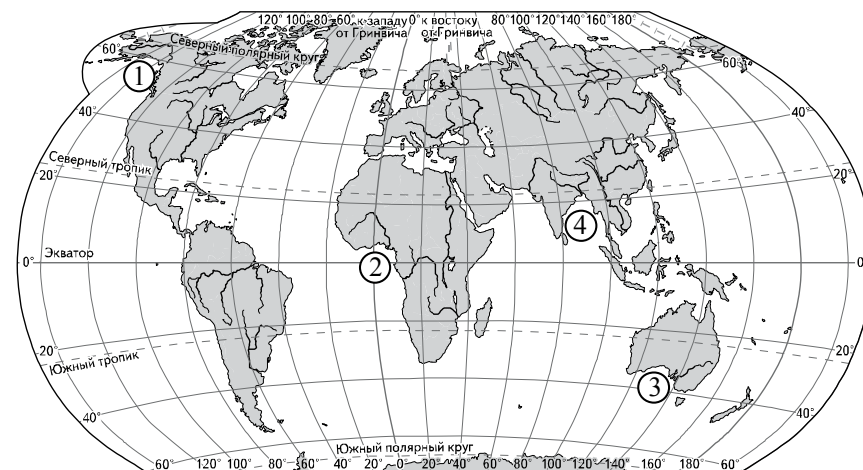 120° 100° 80° 60° к западу 0° к востоку 80° 100° 120° 140° 160° 180°
от Гринвича от Гринвича
Северный полярный круг
60° 60°
1
40° 40°
Северный тропик
20° 20°
4
Экватор
0° 2 0
20° 20°
Южный тропик
3
40° 40°
Южный полярный круг
60° 120° 100° 80° 60° 40° 20° 0° 20° 40° 60° 80° 100° 120° 140° 160° 180° 60°